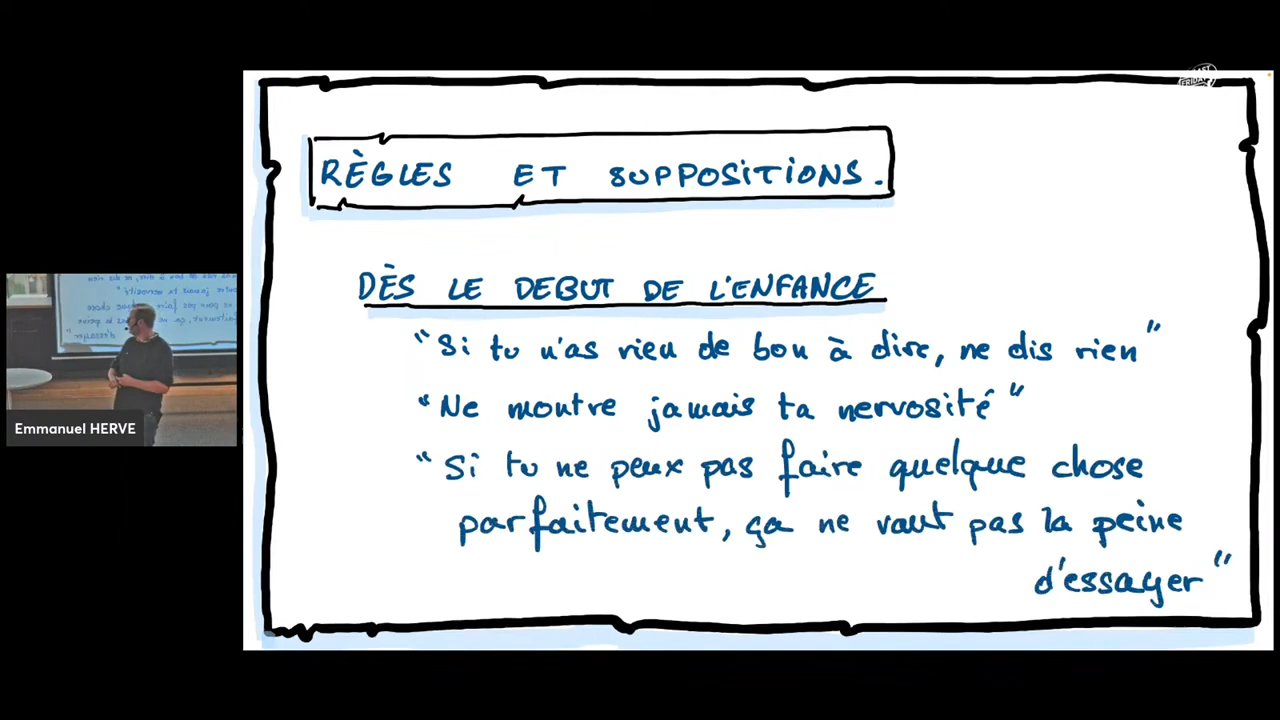 RÈGLES ET SUPPOSITIONS.
DÈS LE DEBUT DE L'ENFANCE
"Si tu n'as rien de bon à dire, ne dis rien"
"Ne montre jamais ta nervosité"
"Si tu ne peux pas faire quelque chose
parfaitement, ça ne vaut pas la peine
d'essayer"
Emmanuel HERVE